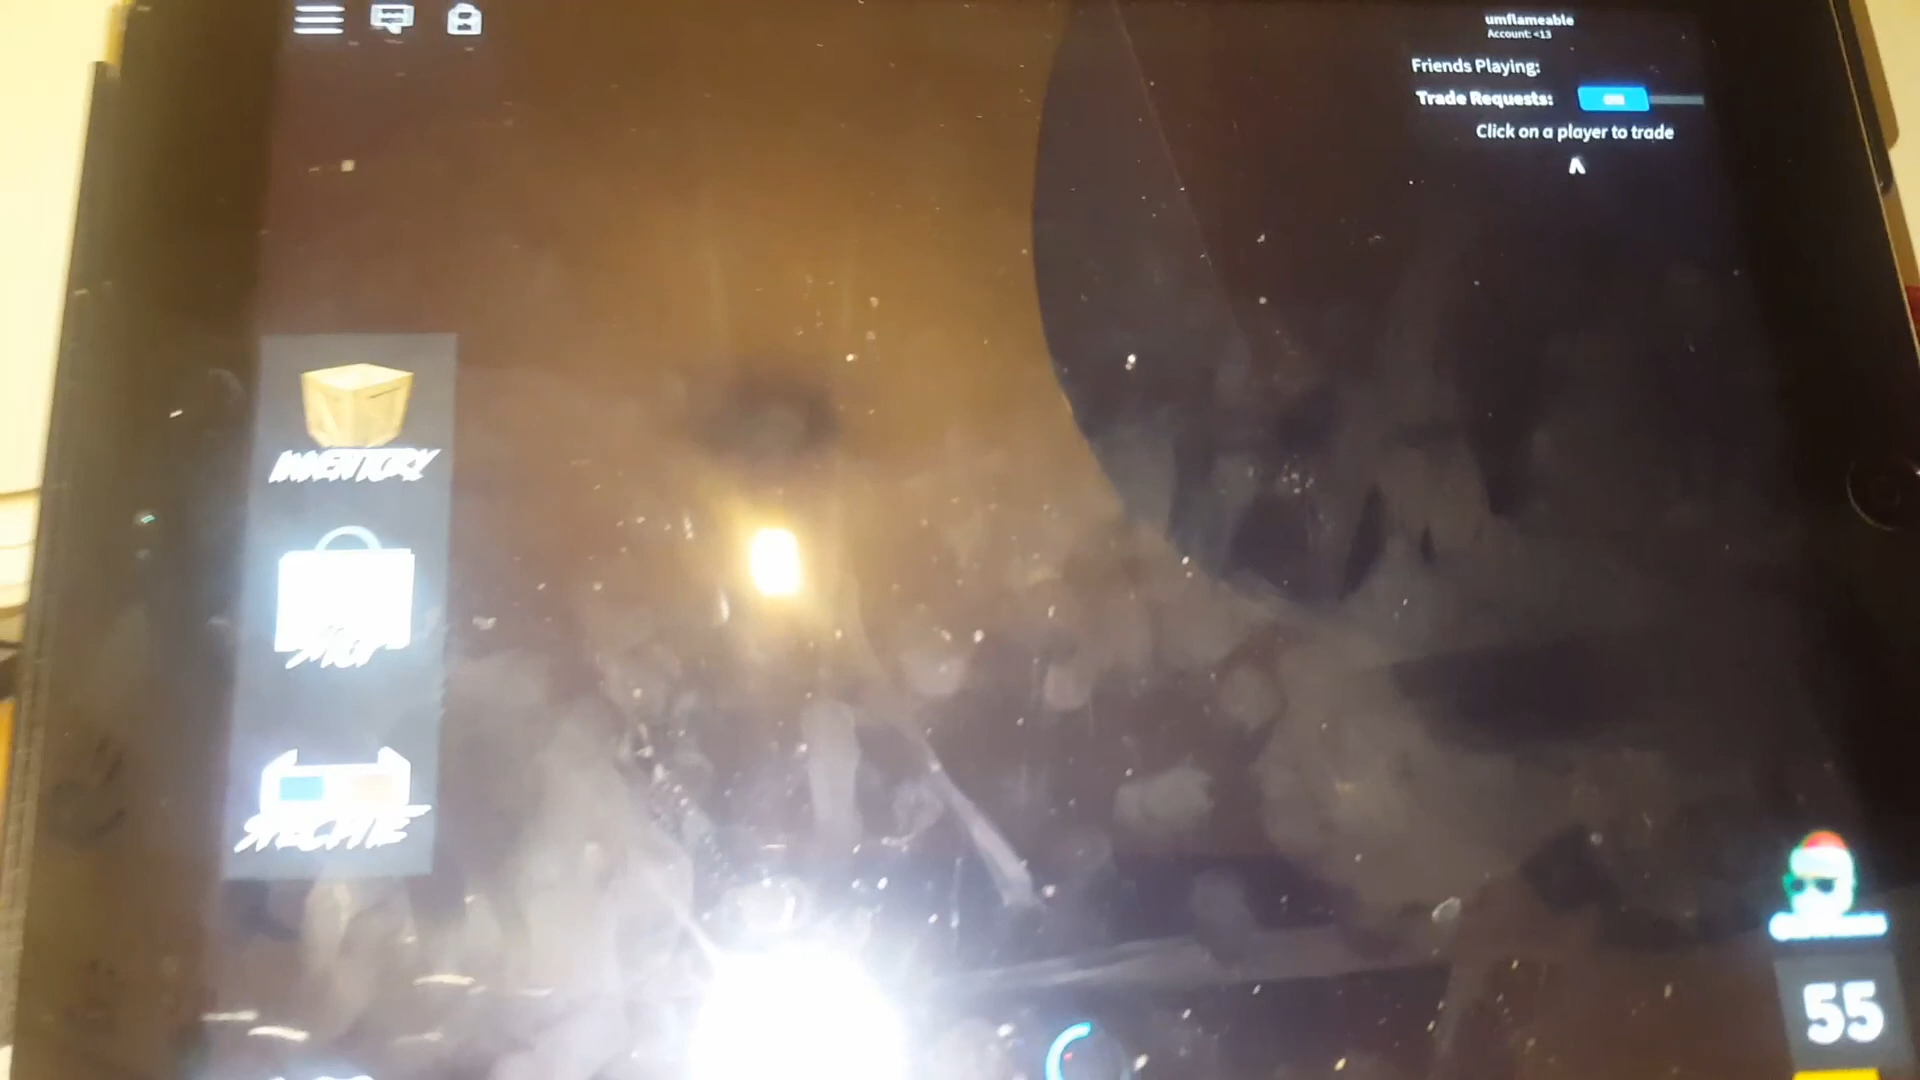 umflameable
Account: <13
Friends Playing:
Trade Requests:
Click on a player to trade
INVENTORY
55